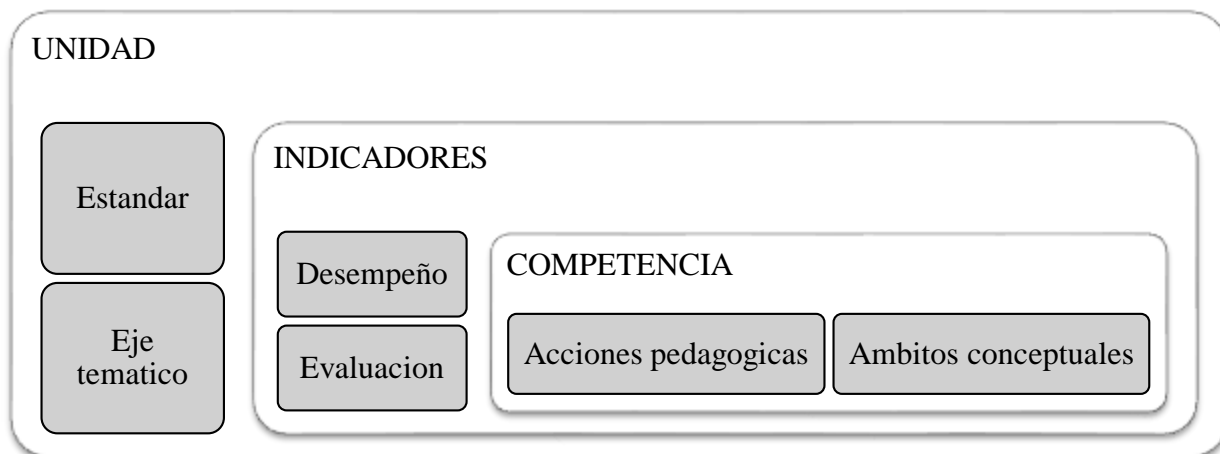 UNIDAD
Estandar
Eje
tematico
INDICADORES
Desempeño
Evaluacion
COMPETENCIA
Acciones pedagogicas
Ambitos conceptuales